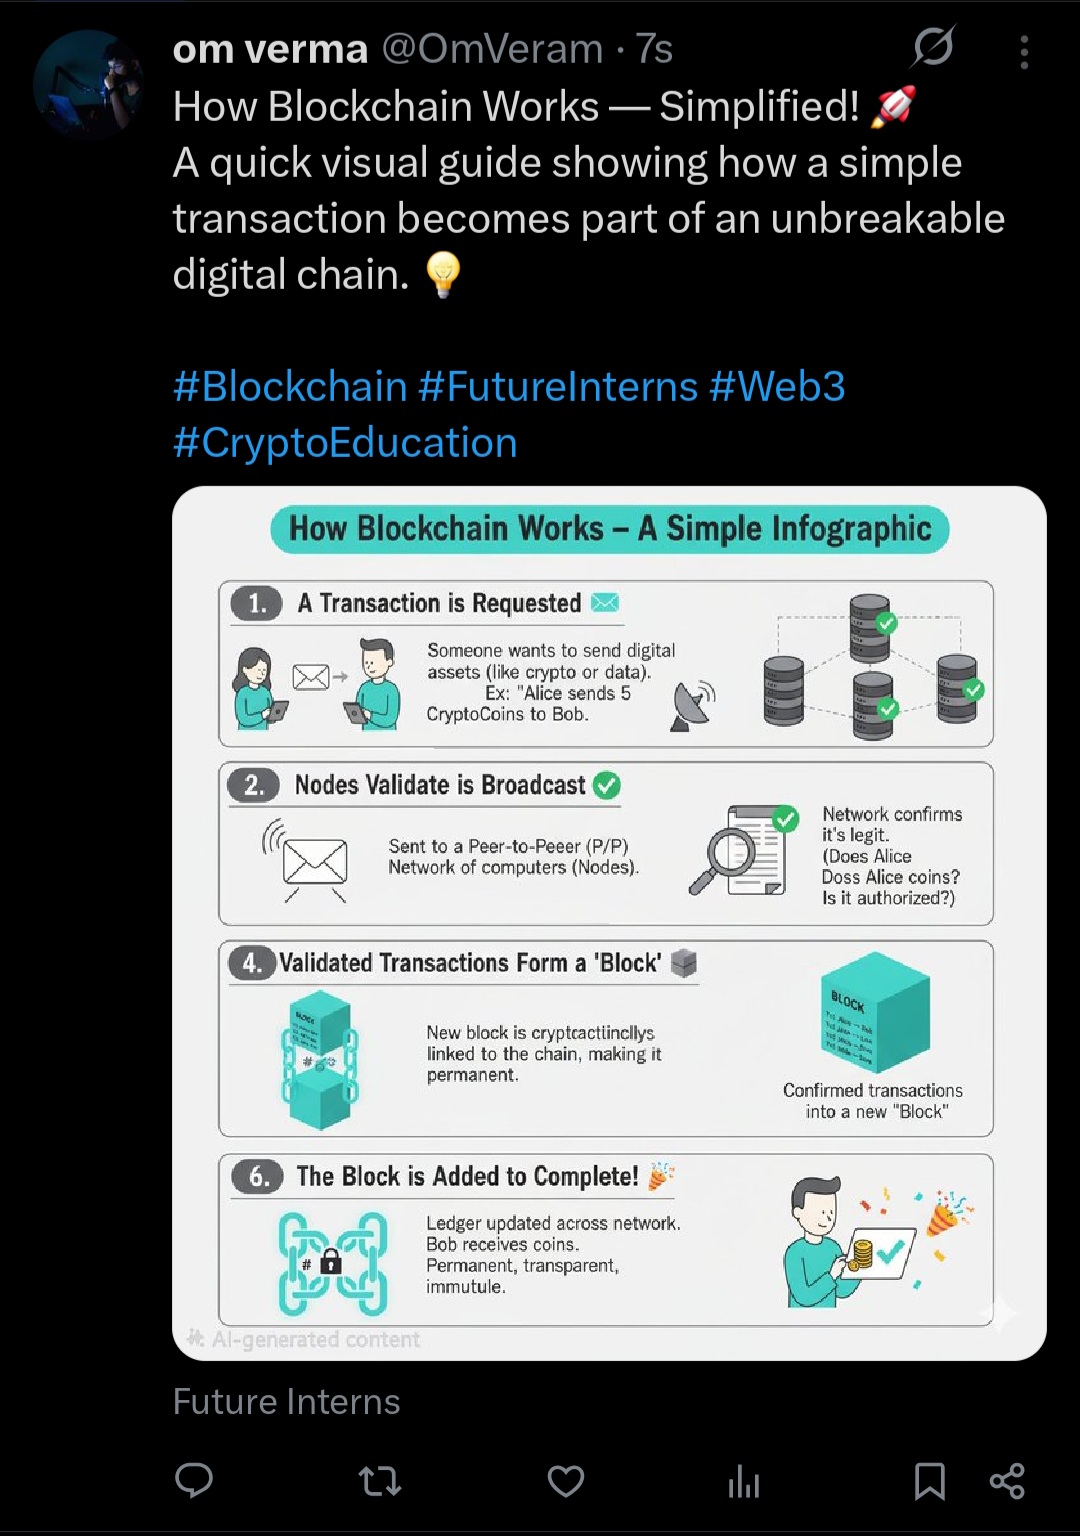 om verma @OmVeram · 7s
How Blockchain Works — Simplified! 🚀
A quick visual guide showing how a simple
transaction becomes part of an unbreakable
digital chain. 💡
#Blockchain #FutureInterns #Web3
#CryptoEducation
How Blockchain Works – A Simple Infographic
1. A Transaction is Requested
Someone wants to send digital
assets (like crypto or data).
Ex: "Alice sends 5
CryptoCoins to Bob.
2. Nodes Validate is Broadcast
Sent to a Peer-to-Peeer (P/P)
Network of computers (Nodes).
Network confirms
it's legit.
(Does Alice
Doss Alice coins?
Is it authorized?)
4. Validated Transactions Form a 'Block'
#
New block is cryptcacttincllys
linked to the chain, making it
permanent.
BLOCK
Confirmed transactions
into a new "Block"
6. The Block is Added to Complete! 🎉
#
Ledger updated across network.
Bob receives coins.
Permanent, transparent,
immutule.
AI-generated content
Future Interns